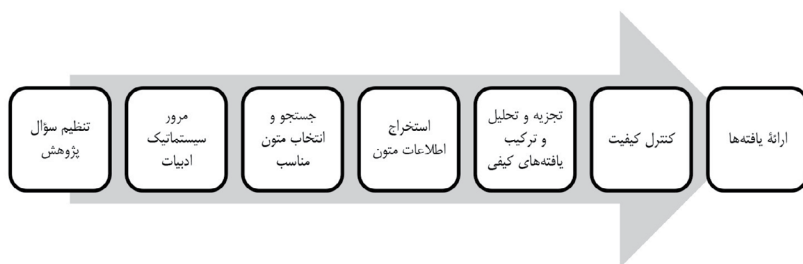 تنظیم سؤال
پژوهش
مرور
سیستماتیک
ادبیات
جستجو و
انتخاب متون
مناسب
استخراج
اطلاعات متون
تجزیه و تحلیل
و ترکیب
یافته‌های کیفی
کنترل کیفیت
ارائۀ یافته‌ها